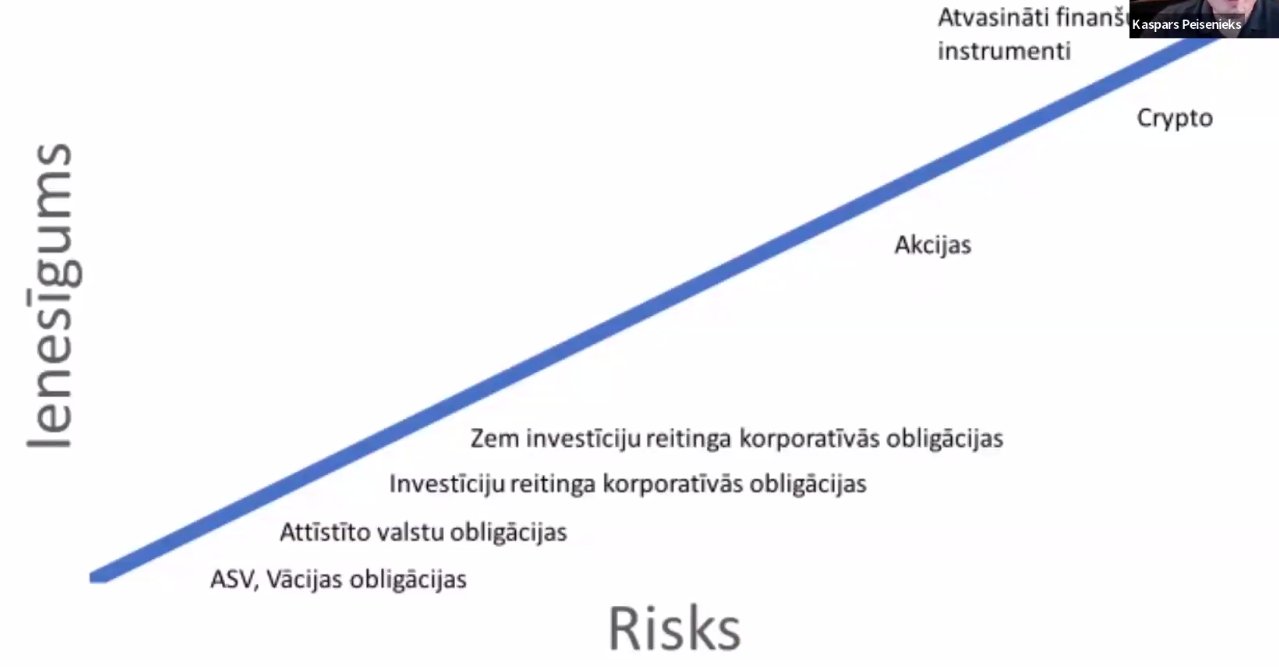 Atvasināti finanšu
instrumenti
Kaspars Peisenieks
Crypto
Ienesīgums
Akcijas
Zem investīciju reitinga korporatīvās obligācijas
Investīciju reitinga korporatīvās obligācijas
Attīstīto valstu obligācijas
ASV, Vācijas obligācijas
Risks